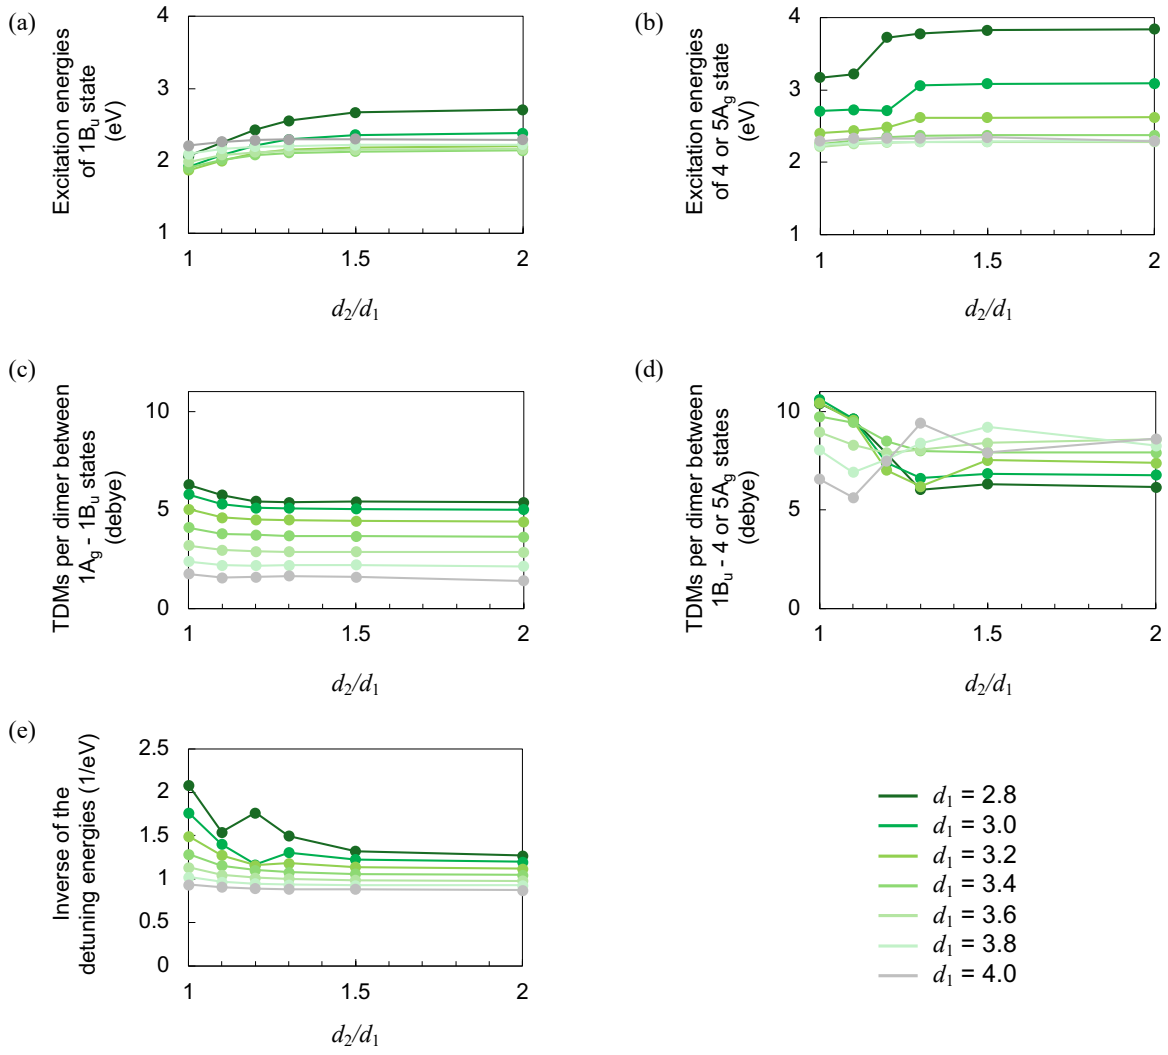 (a)
Excitation energies
of 1Bu state
(eV)
4
3
2
1
1
1.5
2
d2/d1
(b)
Excitation energies
of 4 or 5Ag state
(eV)
4
3
2
1
1
1.5
2
d2/d1
(c)
TDMs per dimer between
1Ag - 1Bu states
(debye)
10
5
0
1
1.5
2
d2/d1
(d)
TDMs per dimer between
1Bu - 4 or 5Ag states
(debye)
10
5
0
1
1.5
2
d2/d1
(e)
Inverse of the
detuning energies (1/eV)
2.5
2
1.5
1
0.5
0
1
1.5
2
d2/d1
d1 = 2.8
d1 = 3.0
d1 = 3.2
d1 = 3.4
d1 = 3.6
d1 = 3.8
d1 = 4.0